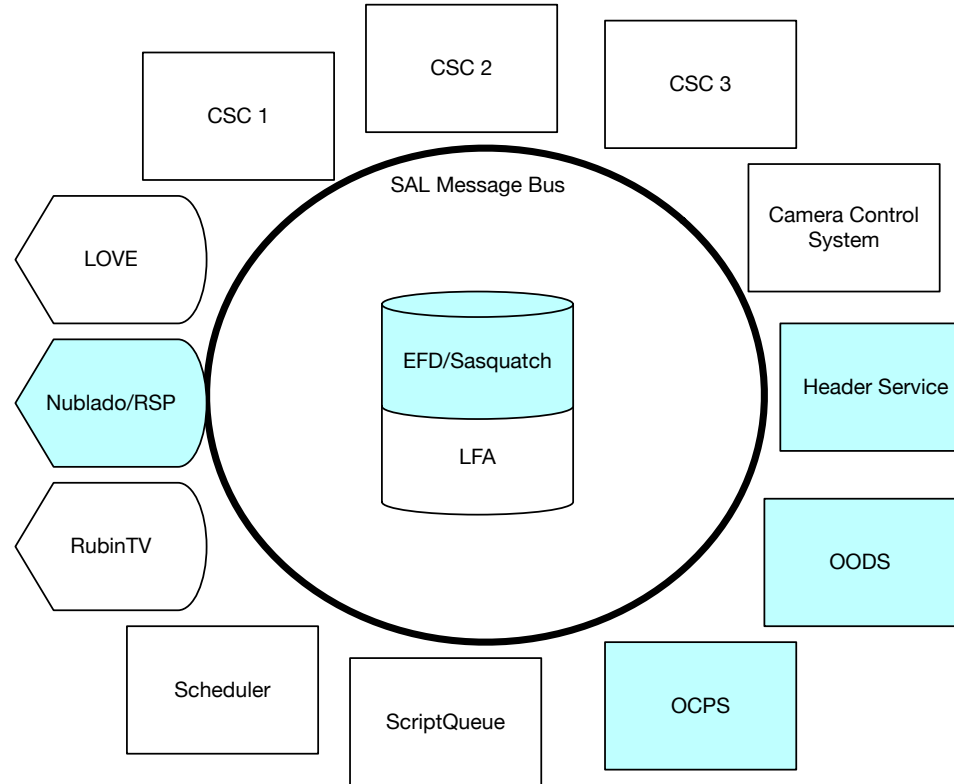 CSC 1
CSC 2
CSC 3
SAL Message Bus
Camera Control
System
LOVE
EFD/Sasquatch
Header Service
Nublado/RSP
LFA
RubinTV
OODS
Scheduler
ScriptQueue
OCPS